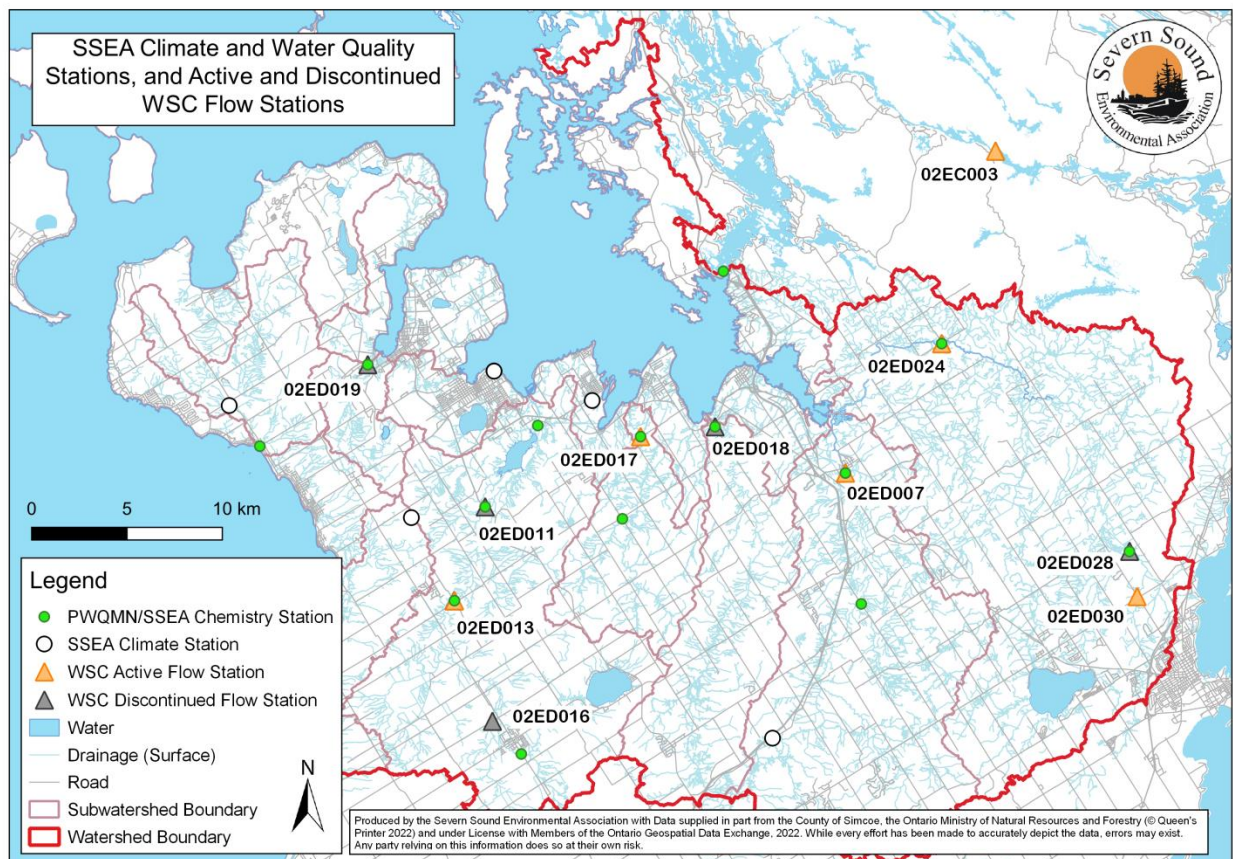 SSEA Climate and Water Quality
Stations, and Active and Discontinued
WSC Flow Stations
Severn Sound
Environmental Association
02EC003
02ED024
02ED019
02ED017
02ED018
02ED007
02ED011
02ED028
02ED030
02ED013
02ED016
0 5 10 km
Legend
PWQMN/SSEA Chemistry Station
SSEA Climate Station
WSC Active Flow Station
WSC Discontinued Flow Station
Water
Drainage (Surface)
Road
Subwatershed Boundary
Watershed Boundary
N
Produced by the Severn Sound Environmental Association with Data supplied in part from the County of Simcoe, the Ontario Ministry of Natural Resources and Forestry (© Queen's
Printer 2022) and under License with Members of the Ontario Geospatial Data Exchange, 2022. While every effort has been made to accurately depict the data, errors may exist.
Any party relying on this information does so at their own risk.